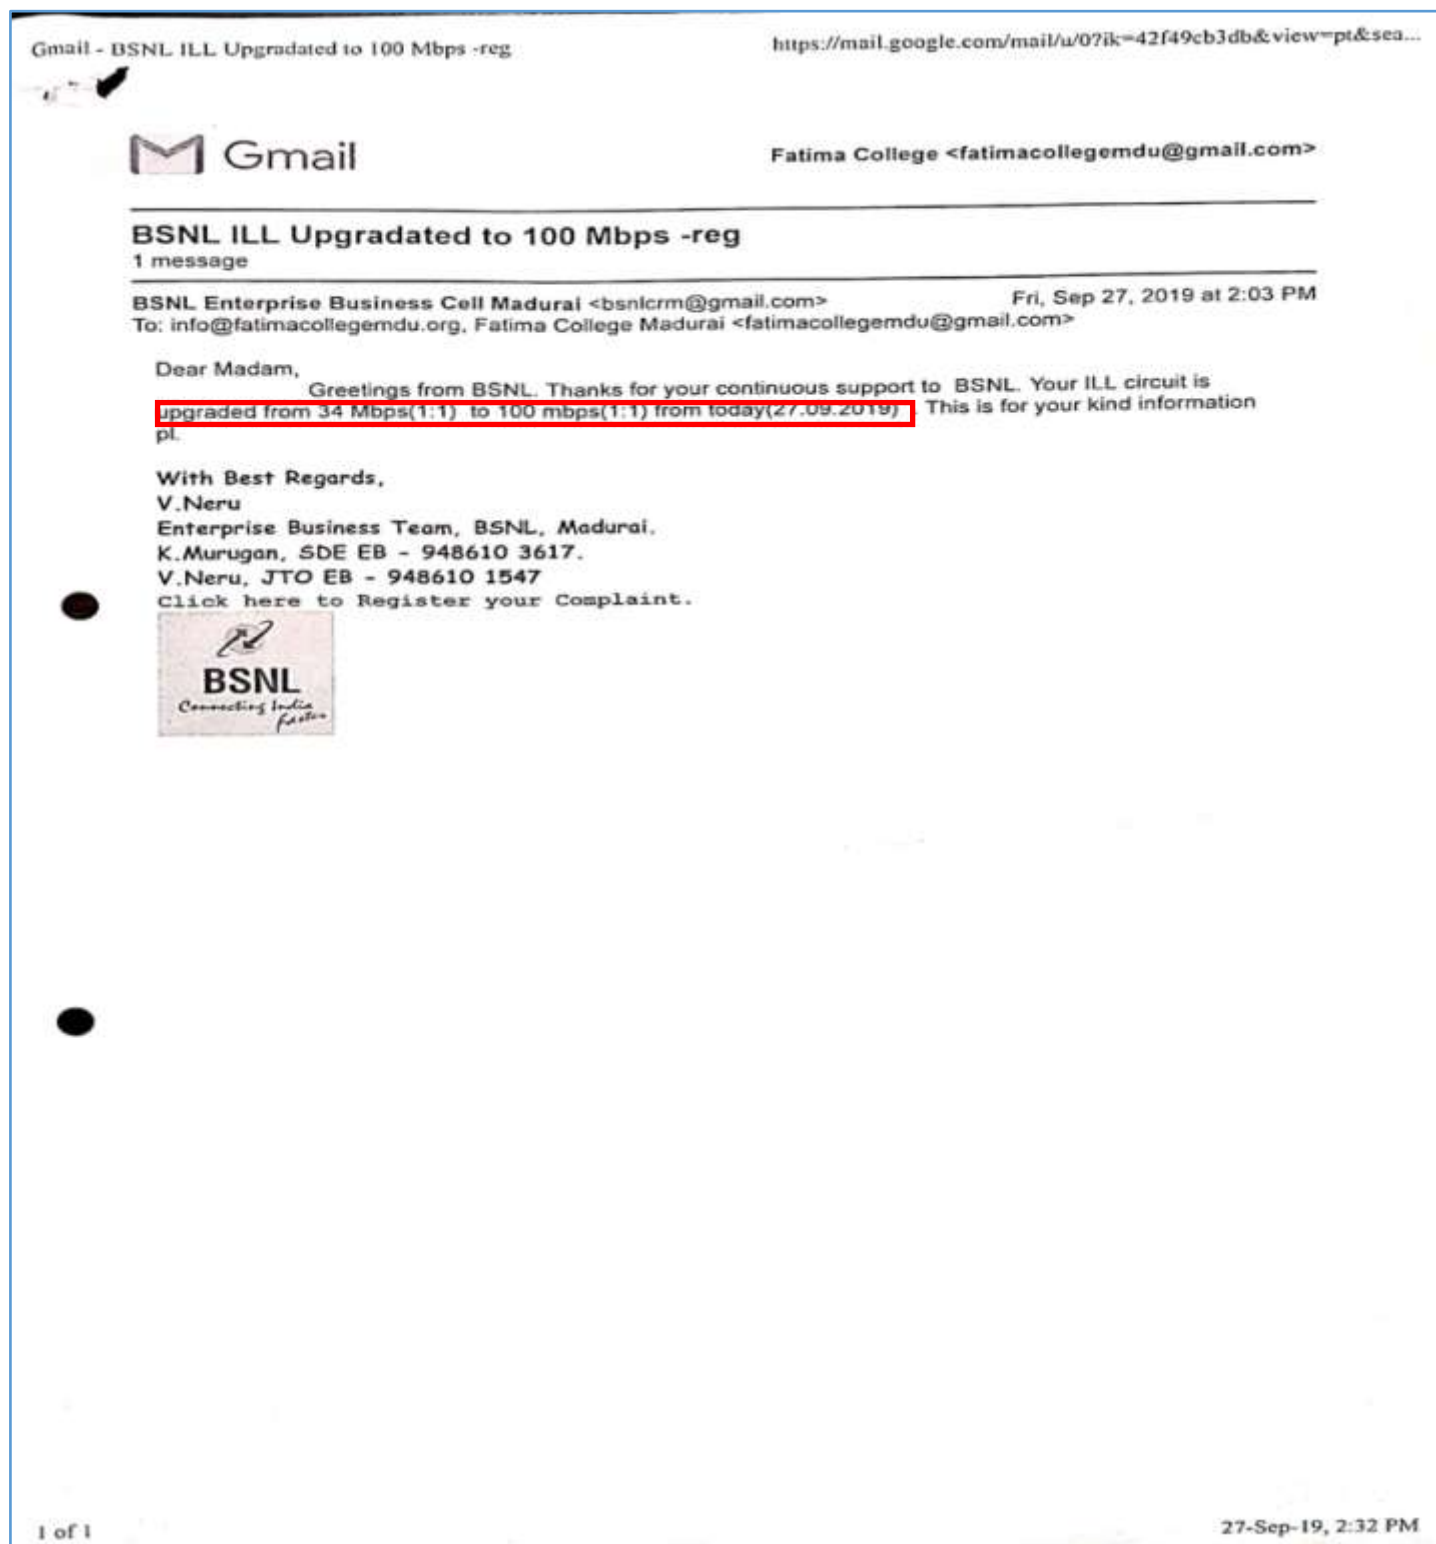 Gmail - BSNL ILL Upgradated to 100 Mbps -reg
https://mail.google.com/mail/u/0?ik=42f49cb3db&view=pt&sea...
Gmail
Fatima College <fatimacollegemdu@gmail.com>
BSNL ILL Upgradated to 100 Mbps -reg
1 message
BSNL Enterprise Business Cell Madurai <bsnlcrm@gmail.com>
Fri, Sep 27, 2019 at 2:03 PM
To: info@fatimacollegemdu.org, Fatima College Madurai <fatimacollegemdu@gmail.com>
Dear Madam,
Greetings from BSNL. Thanks for your continuous support to BSNL. Your ILL circuit is
upgraded from 34 Mbps(1:1) to 100 mbps(1:1) from today(27.09.2019) . This is for your kind information
pl.
With Best Regards,
V.Neru
Enterprise Business Team, BSNL, Madurai.
K.Murugan, SDE EB - 948610 3617.
V.Neru, JTO EB - 948610 1547
Click here to Register your Complaint.
BSNL
Connecting India
faster
1 of 1
27-Sep-19, 2:32 PM